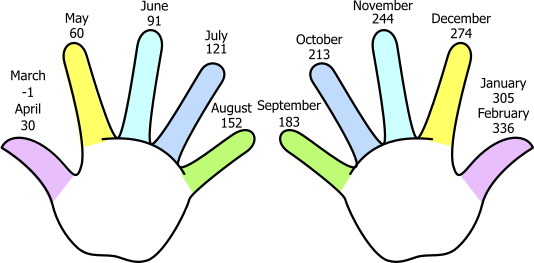 March
-1
April
30
May
60
June
91
July
121
August
152
September
183
October
213
November
244
December
274
January
305
February
336